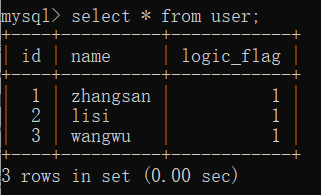 mysql> select * from user;
+----+----------+------------+
| id | name     | logic_flag |
+----+----------+------------+
|  1 | zhangsan |          1 |
|  2 | lisi     |          1 |
|  3 | wangwu   |          1 |
+----+----------+------------+
3 rows in set (0.00 sec)